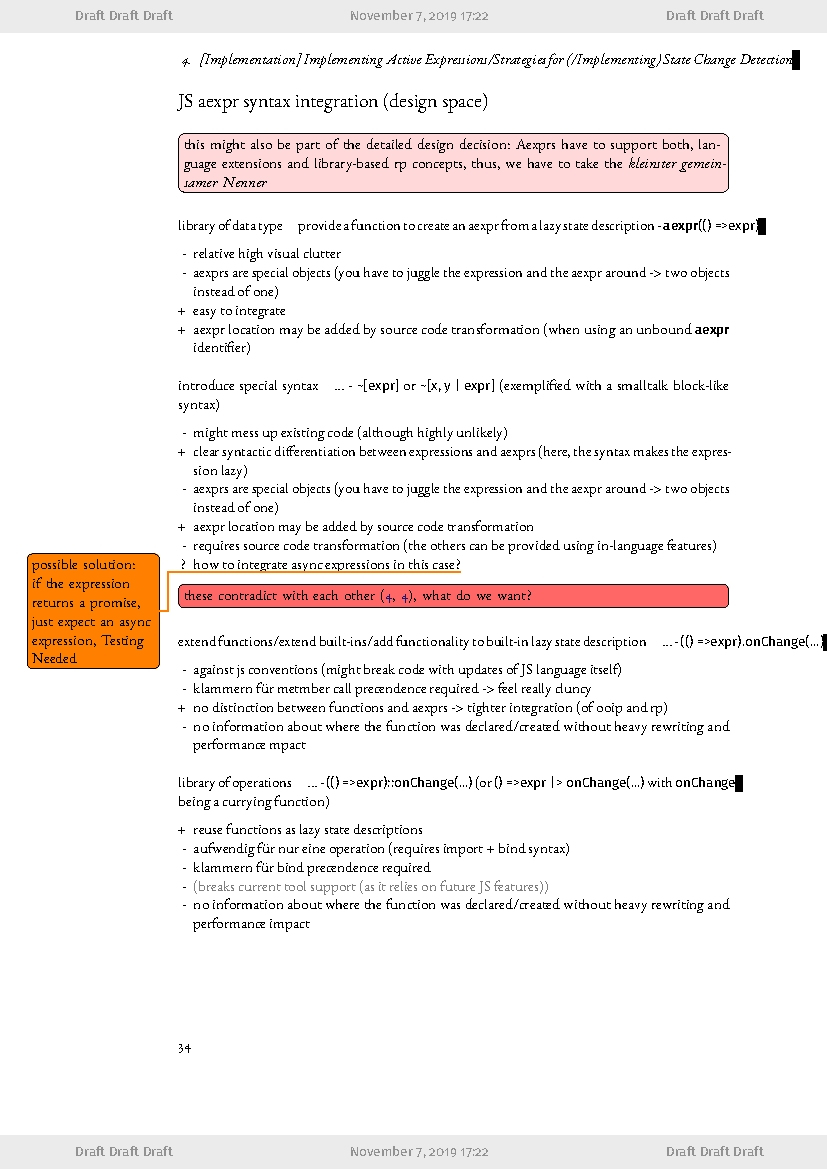 Draft Draft Draft November 7, 2019 17:22 Draft Draft Draft
4. [Implementation] Implementing Active Expressions/Strategies for (/Implementing) State Change Detection
JS aexpr syntax integration (design space)
this might also be part of the detailed design decision: Aexprs have to support both, lan-
guage extensions and library-based rp concepts, thus, we have to take the kleinster gemein-
samer Nenner
library of data type provide a function to create an aexpr from a lazy state description - aexpr(() =>expr)
- relative high visual clutter
- aexprs are special objects (you have to juggle the expression and the aexpr around -> two objects
instead of one)
+ easy to integrate
+ aexpr location may be added by source code transformation (when using an unbound aexpr
identifier)
introduce special syntax ... - ~[expr] or ~[x, y | expr] (exemplified with a smalltalk block-like
syntax)
- might mess up existing code (although highly unlikely)
+ clear syntactic differentiation between expressions and aexprs (here, the syntax makes the expres-
sion lazy)
- aexprs are special objects (you have to juggle the expression and the aexpr around -> two objects
instead of one)
+ aexpr location may be added by source code transformation
- requires source code transformation (the others can be provided using in-language features)
? how to integrate async expressions in this case?
possible solution:
if the expression
returns a promise,
just expect an async
expression, Testing
Needed
these contradict with each other (4, 4), what do we want?
extend functions/extend built-ins/add functionality to built-in lazy state description ... - (() =>expr).onChange(...)
- against js conventions (might break code with updates of JS language itself)
- klammern für metmber call precendence required -> feel really cluncy
+ no distinction between functions and aexprs -> tighter integration (of ooip and rp)
- no information about where the function was declared/created without heavy rewriting and
performance mpact
library of operations ... - (() =>expr)::onChange(...) (or () =>expr |> onChange(...) with onChange
being a currying function)
+ reuse functions as lazy state descriptions
- aufwendig für nur eine operation (requires import + bind syntax)
- klammern für bind precendence required
- (breaks current tool support (as it relies on future JS features))
- no information about where the function was declared/created without heavy rewriting and
performance impact
34
Draft Draft Draft November 7, 2019 17:22 Draft Draft Draft